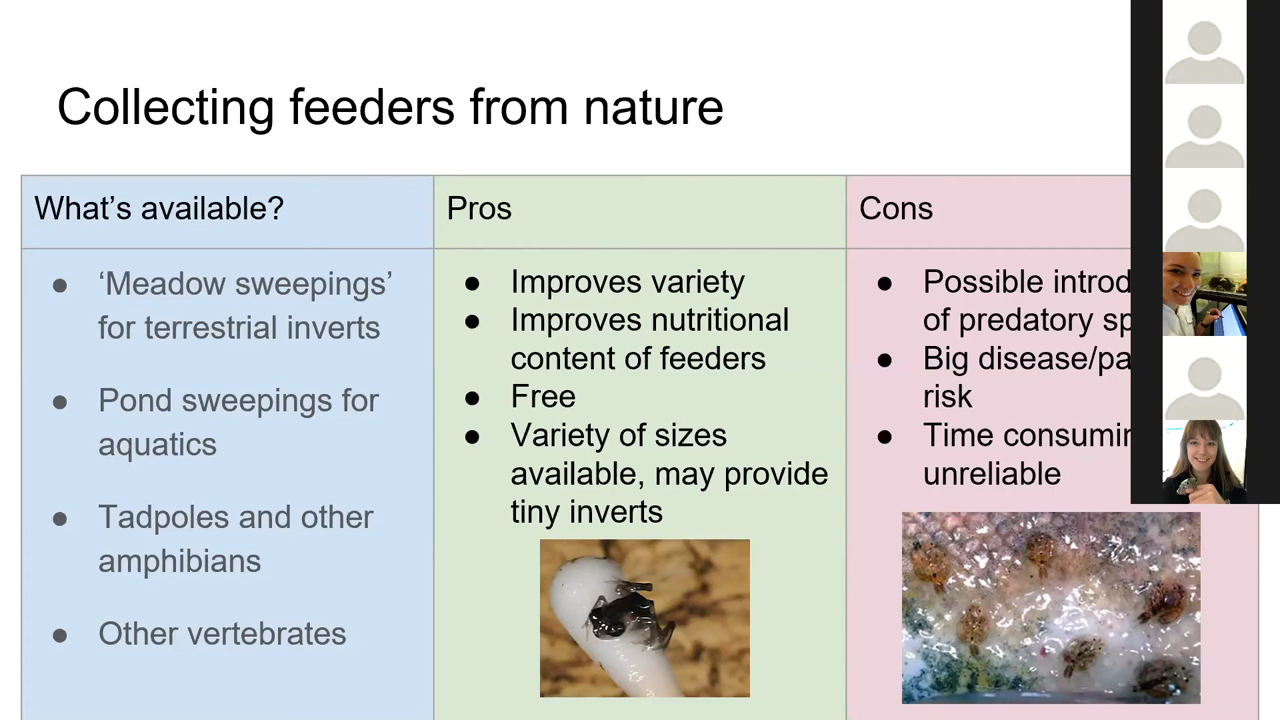 Collecting feeders from nature
What’s available?
Pros
Cons
● ‘Meadow sweepings’
for terrestrial inverts
● Pond sweepings for
aquatics
● Tadpoles and other
amphibians
● Other vertebrates
● Improves variety
● Improves nutritional
content of feeders
● Free
● Variety of sizes
available, may provide
tiny inverts
● Possible introd
of predatory sp
● Big disease/pa
risk
● Time consumin
unreliable